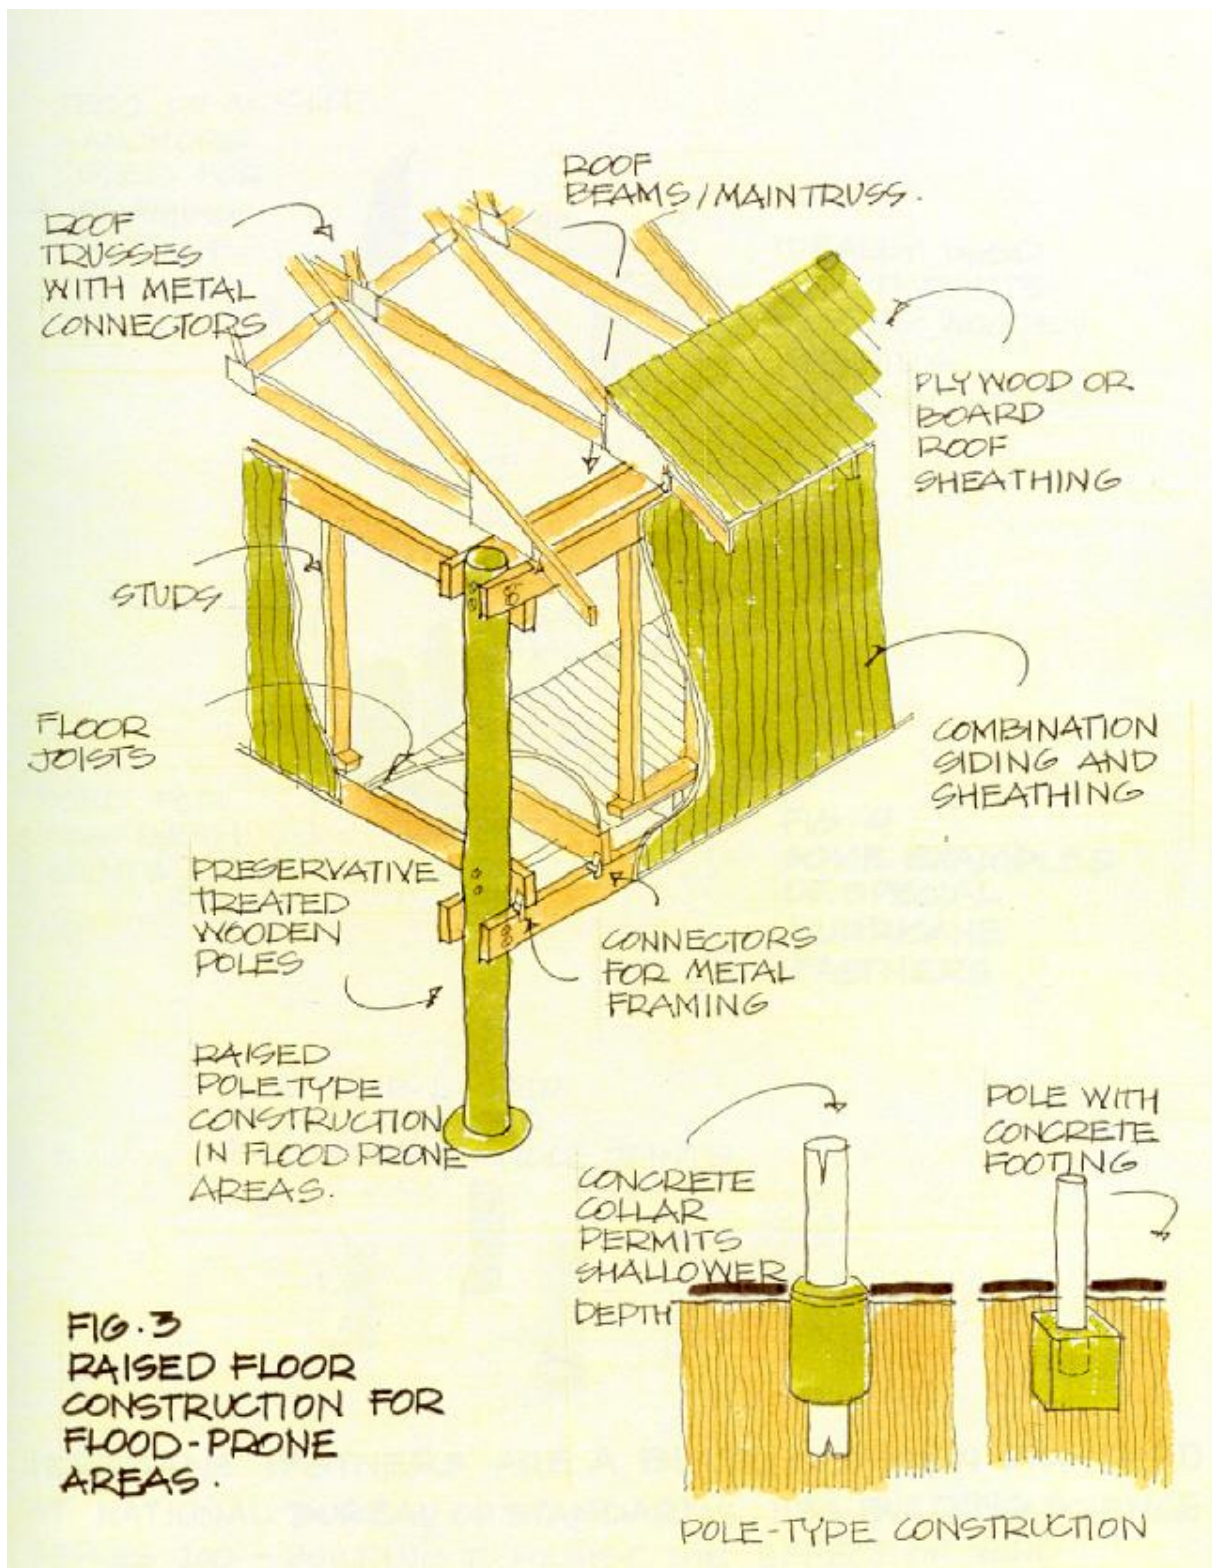 ROOF
BEAMS/MAIN TRUSS.
ROOF
TRUSSES
WITH METAL
CONNECTORS
PLYWOOD OR
BOARD
ROOF
SHEATHING
STUDS
FLOOR
JOISTS
COMBINATION
SIDING AND
SHEATHING
PRESERVATIVE
TREATED
WOODEN
POLES
CONNECTORS
FOR METAL
FRAMING
RAISED
POLE TYPE
CONSTRUCTION
IN FLOOD PRONE
AREAS.
POLE WITH
CONCRETE
FOOTING
CONCRETE
COLLAR
PERMITS
SHALLOWER
DEPTH
FIG. 3
RAISED FLOOR
CONSTRUCTION FOR
FLOOD-PRONE
AREAS.
POLE-TYPE CONSTRUCTION